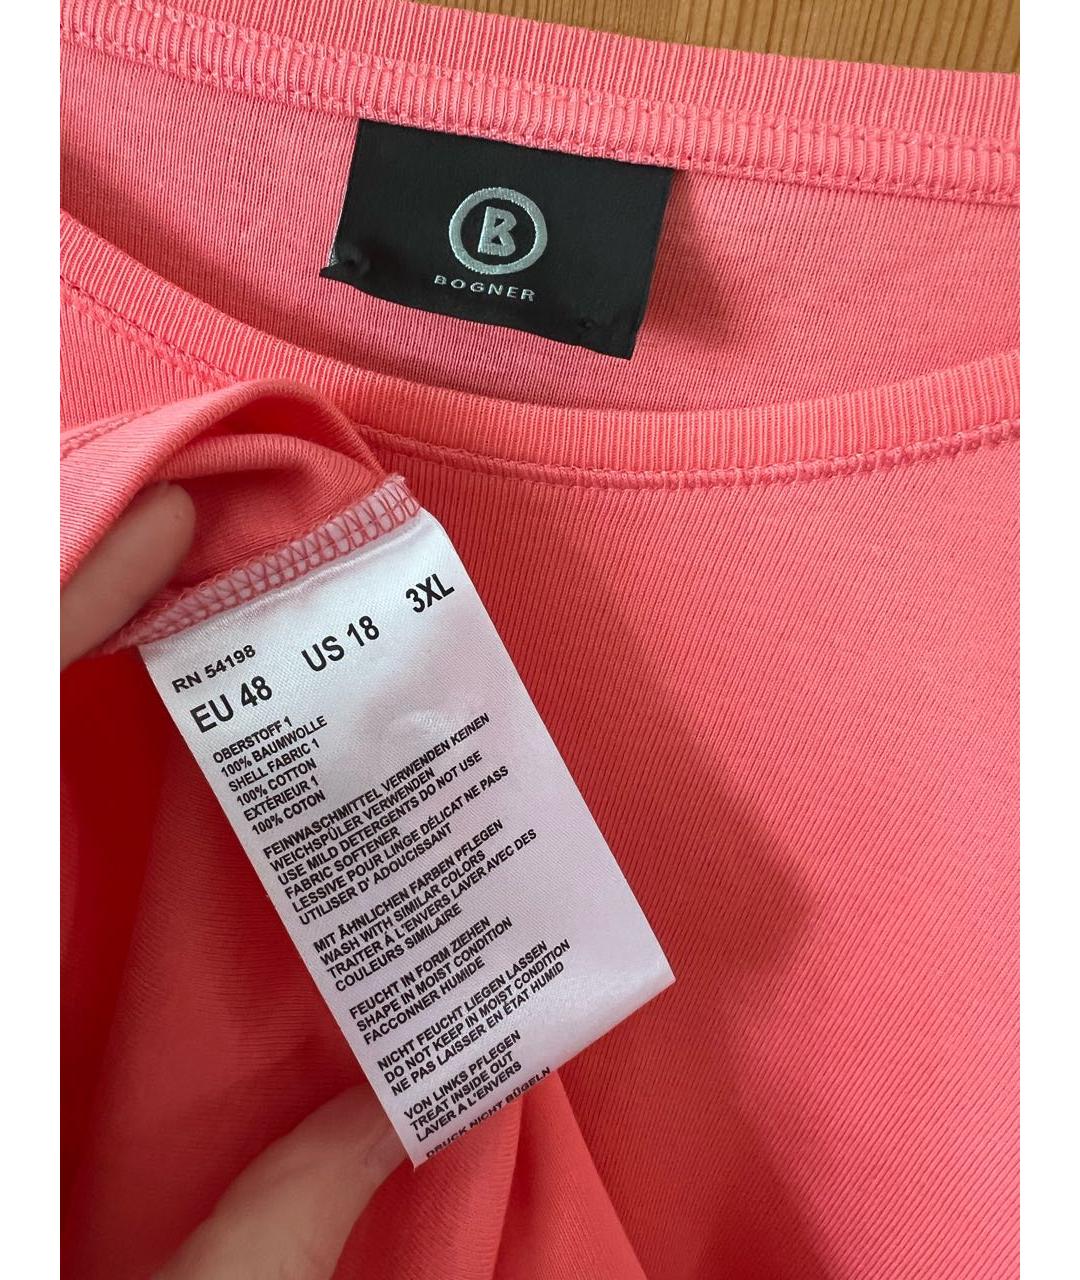 B
BOGNER
RN 54198
EU 48 US 18 3XL
OBERSTOFF 1
100% BAUMWOLLE
SHELL FABRIC 1
100% COTTON
EXTÉRIEUR 1
100% COTON
FEINWASCHMITTEL VERWENDEN KEINEN
WEICHSPÜLER VERWENDEN
USE MILD DETERGENTS DO NOT USE
FABRIC SOFTENER
LESSIVE POUR LINGE DÉLICAT NE PASS
UTILISER D' ADOUCISSANT
MIT ÄHNLICHEN FARBEN PFLEGEN
WASH WITH SIMILAR COLORS
TRAITER À L'ENVERS LAVER AVEC DES
COULEURS SIMILAIRE
FEUCHT IN FORM ZIEHEN
SHAPE IN MOIST CONDITION
FACCONNER HUMIDE
NICHT FEUCHT LIEGEN LASSEN
DO NOT KEEP IN MOIST CONDITION
NE PAS LAISSER EN ÉTAT HUMID
VON LINKS PFLEGEN
TREAT INSIDE OUT
LAVER A L'ENVERS
DRUCK NICHT BÜGELN